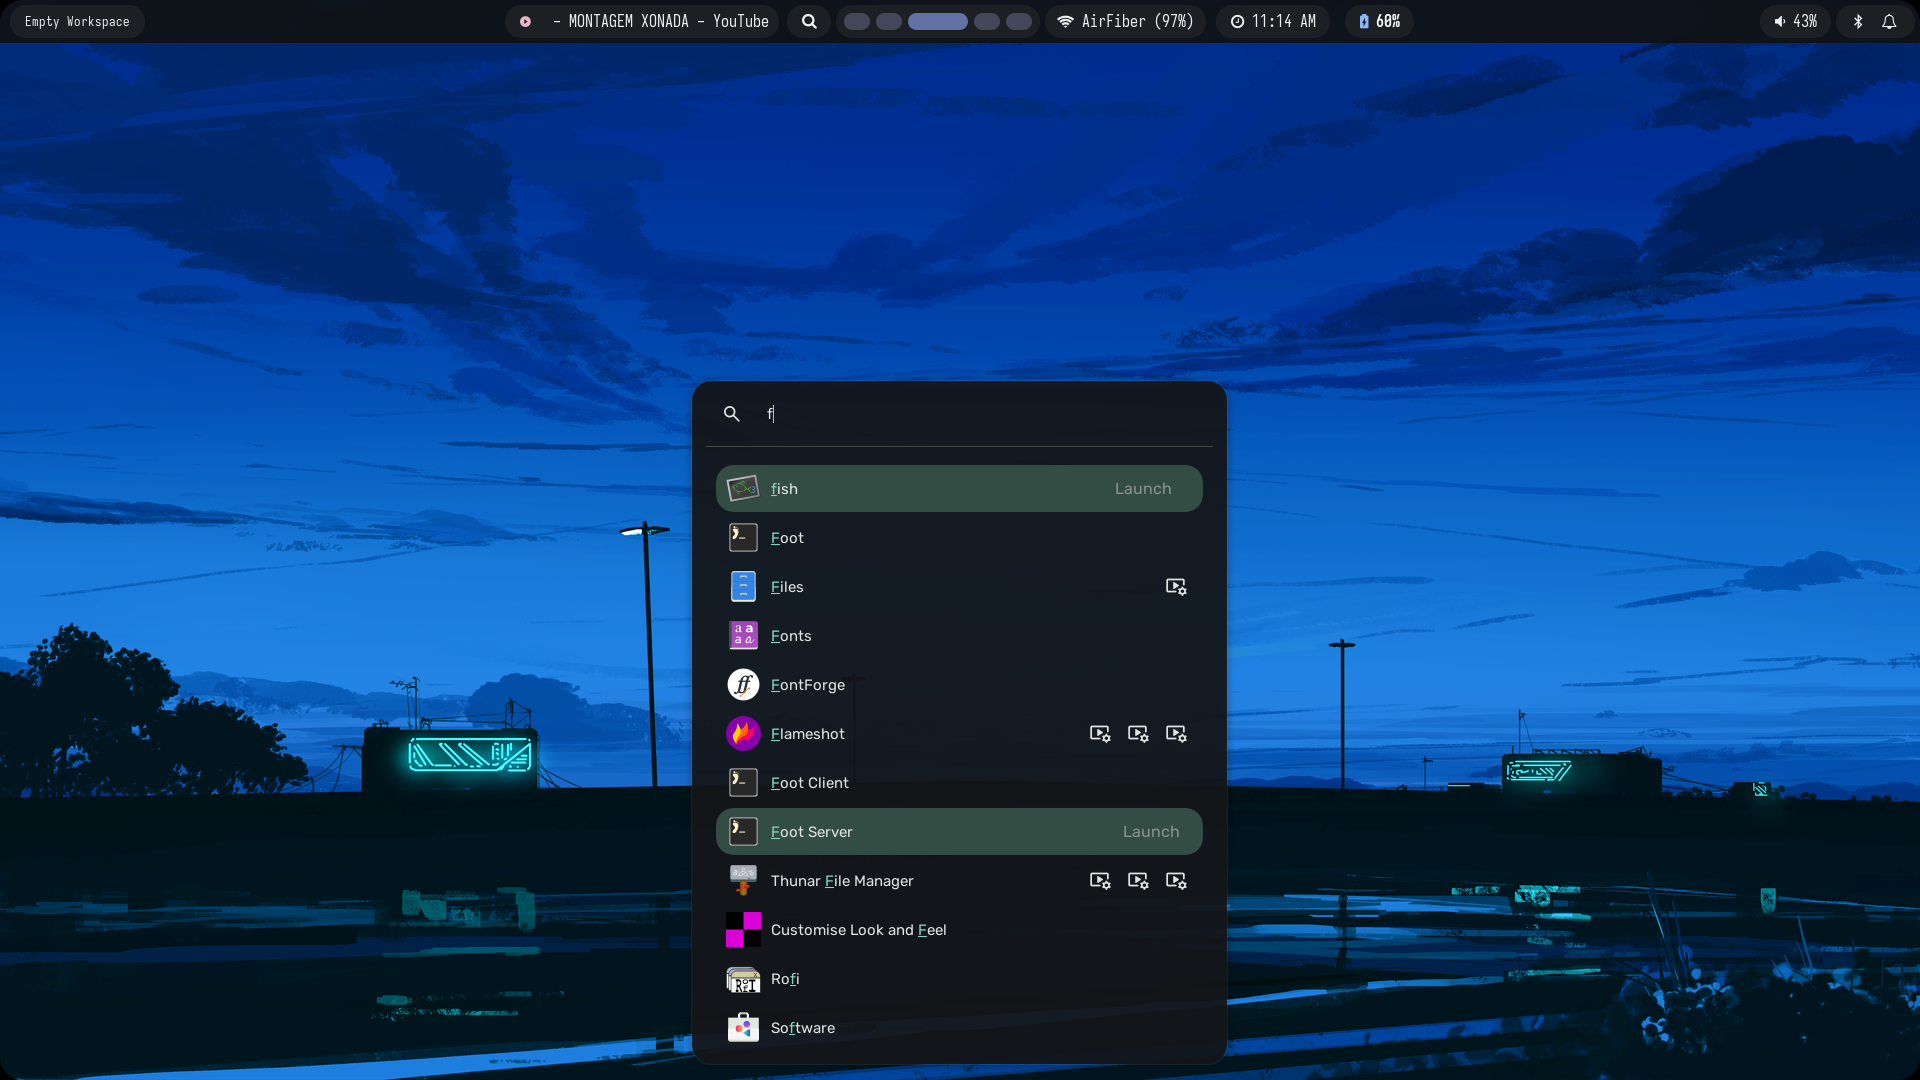 Empty Workspace
- MONTAGEM XONADA - YouTube
AirFiber (97%)
11:14 AM
60%
43%
f
fish
Launch
Foot
Files
Fonts
FontForge
Flameshot
Foot Client
Foot Server
Launch
Thunar File Manager
Customise Look and Feel
Rofi
Software